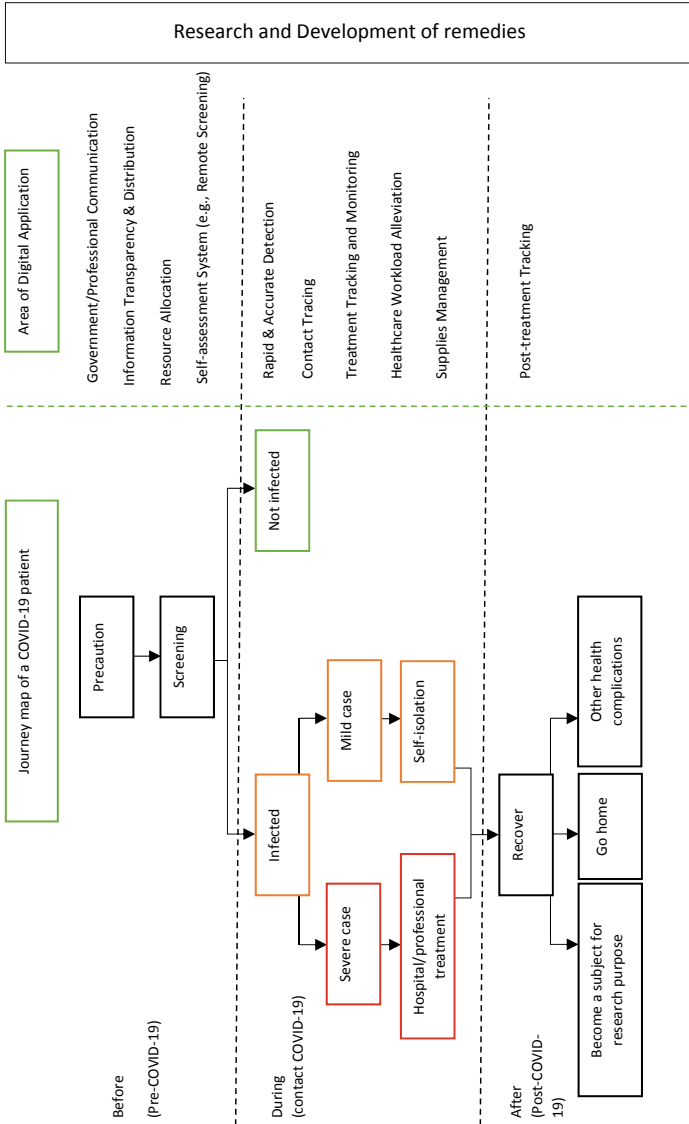 Research and Development of remedies
Journey map of a COVID-19 patient
Area of Digital Application
Before
(Pre-COVID-19)
Precaution
Screening
Government/Professional Communication
Information Transparency & Distribution
Resource Allocation
Self-assessment System (e.g., Remote Screening)
During
(contact COVID-19)
Infected
Not infected
Severe case
Mild case
Hospital/professional
treatment
Self-isolation
Rapid & Accurate Detection
Contact Tracing
Treatment Tracking and Monitoring
Healthcare Workload Alleviation
Supplies Management
After
(Post-COVID-
19)
Recover
Become a subject for
research purpose
Go home
Other health
complications
Post-treatment Tracking